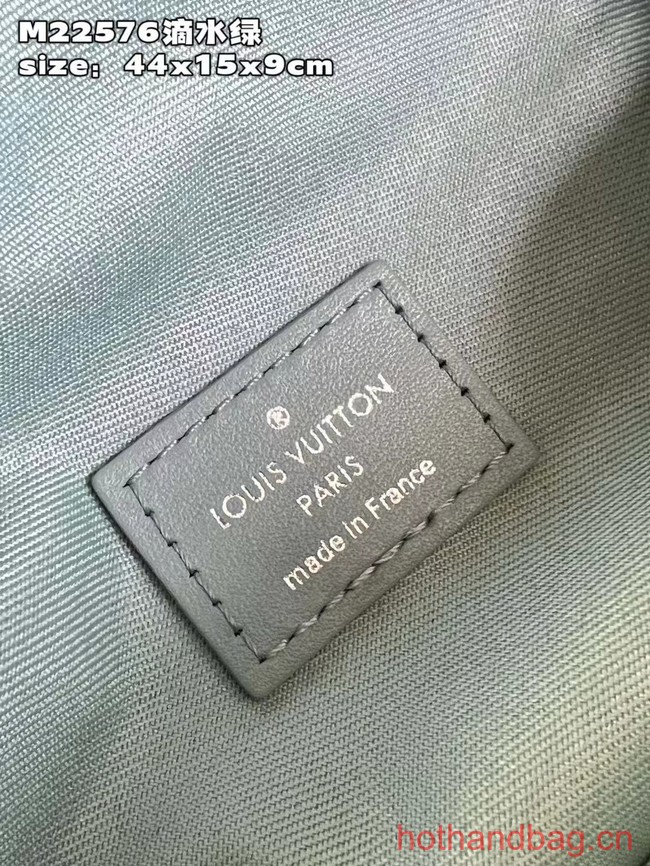 M22576滴水绿
size: 44x15x9cm
LOUIS VUITTON
PARIS
made in France
hothandbag.cn